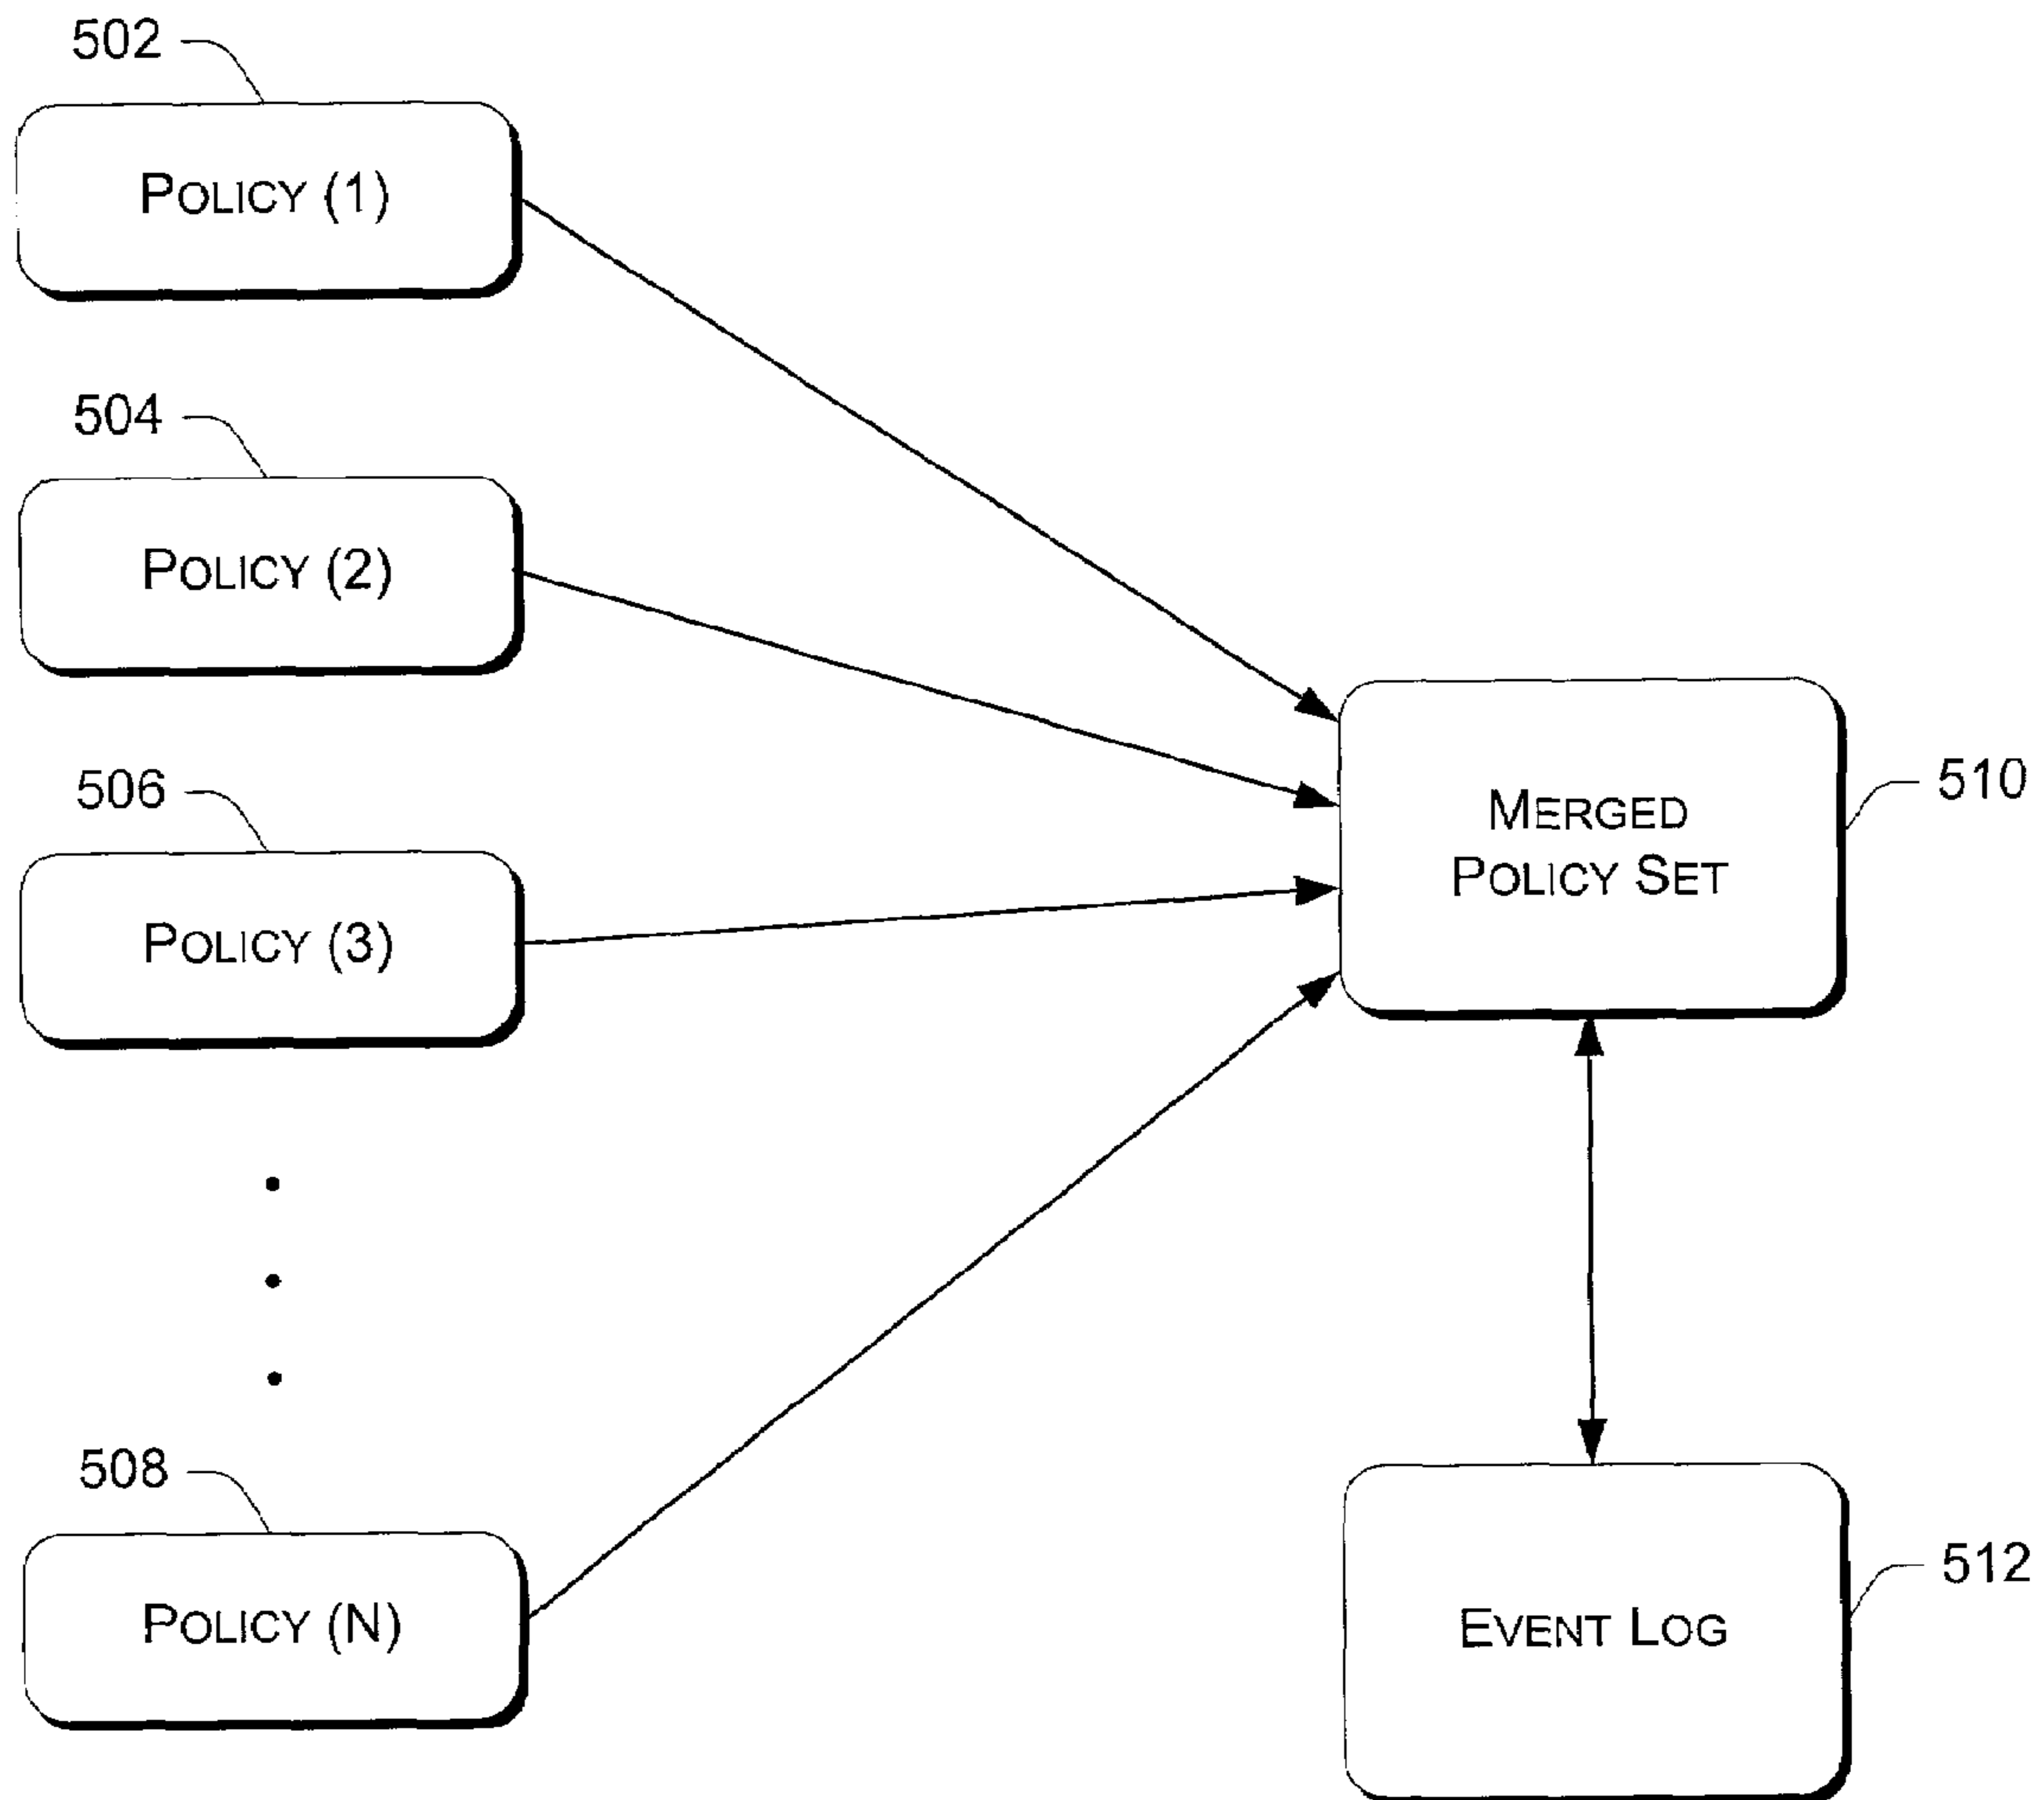 502
POLICY (1)
504
POLICY (2)
506
POLICY (3)
510
MERGED
POLICY SET
508
POLICY (N)
512
EVENT LOG